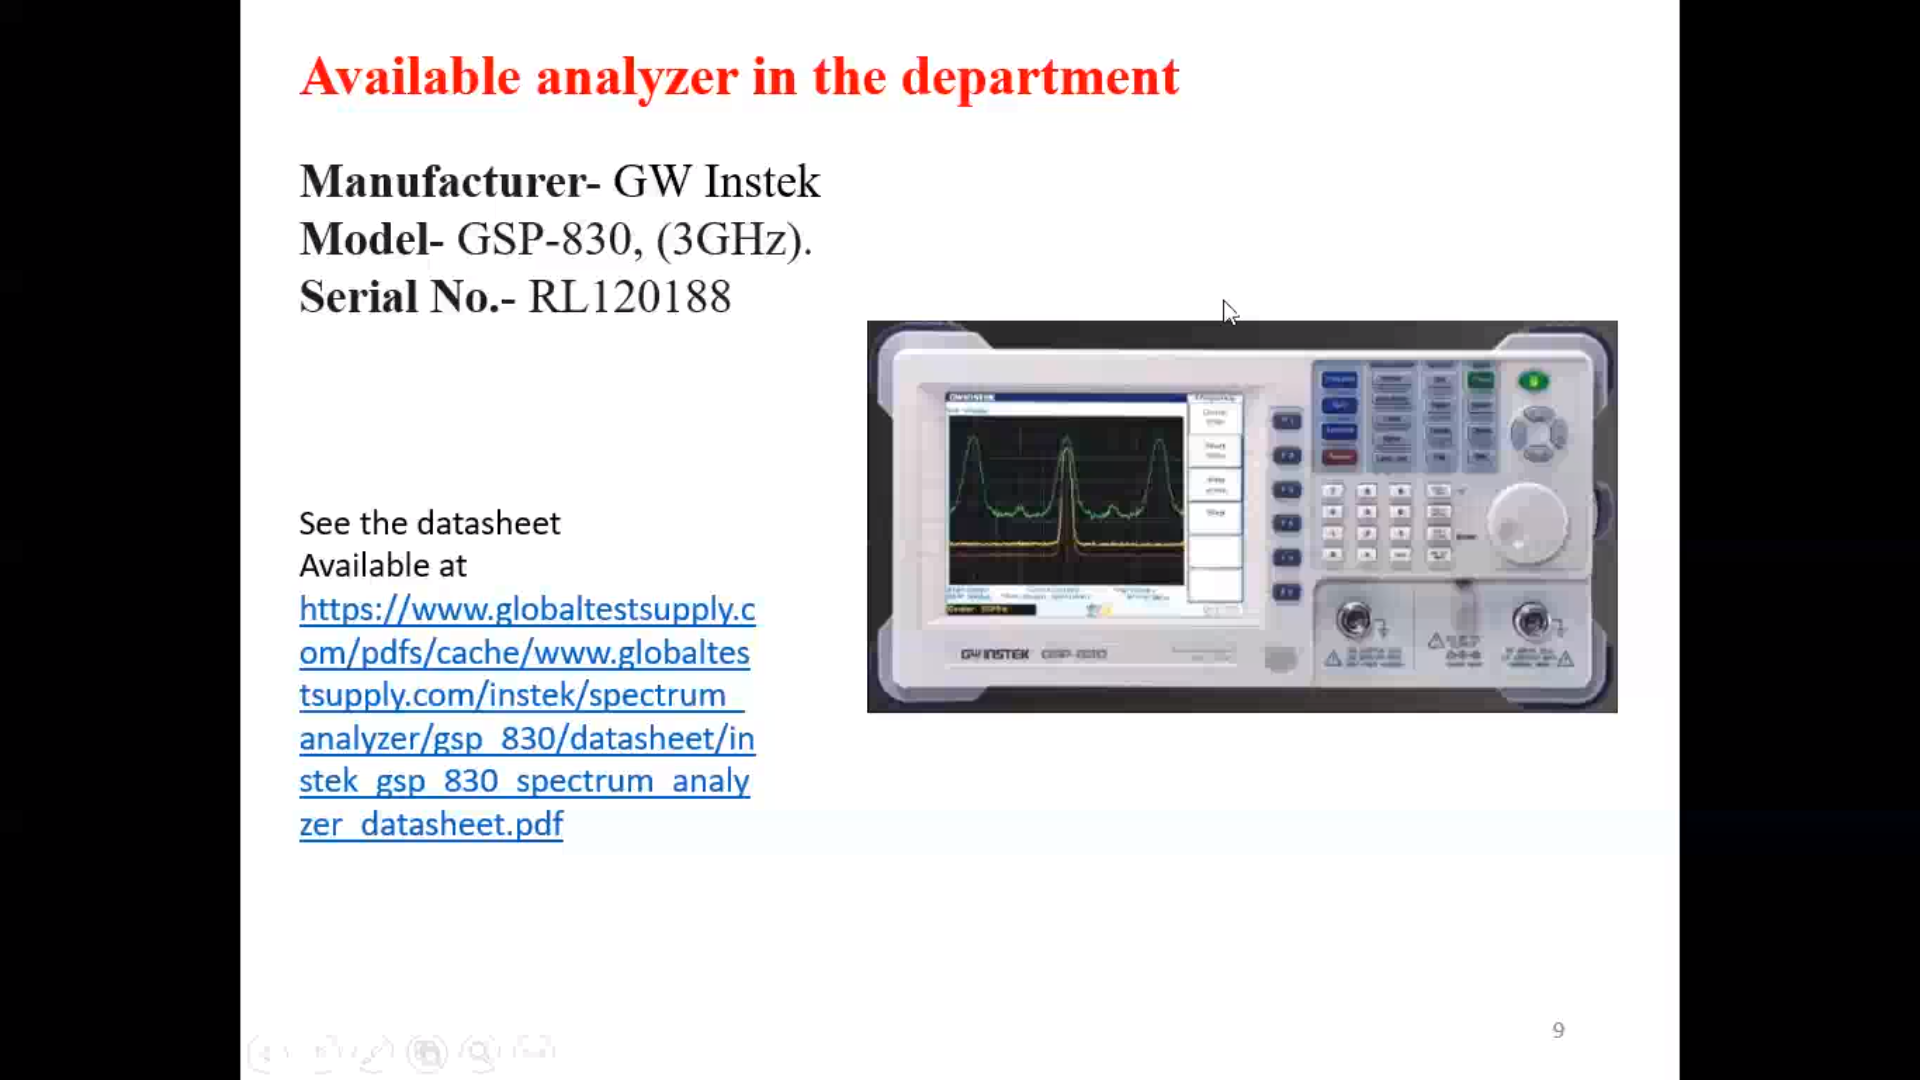 Available analyzer in the department
Manufacturer- GW Instek
Model- GSP-830, (3GHz).
Serial No.- RL120188
See the datasheet
Available at
https://www.globaltestsupply.c
om/pdfs/cache/www.globaltes
tsupply.com/instek/spectrum_
analyzer/gsp_830/datasheet/in
stek_gsp_830_spectrum_analy
zer_datasheet.pdf
GW INSTEK
9